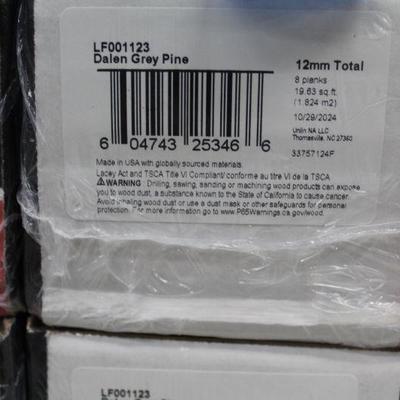 LF001123
Dalen Grey Pine
12mm Total
8 planks
19.63 sq.ft.
(1.824 m2)
10/29/2024
Unilin NA LLC
Thomasville, NC 27360
33757124F
6 04743 25346 6
Made in USA with globally sourced materials.
Lacey Act and TSCA Title VI Compliant/ conforme au titre VI de la TSCA
WARNING : Drilling, sawing, sanding or machining wood products can expose
you to wood dust, a substance known to the State of California to cause cancer.
Avoid inhaling wood dust or use a dust mask or other safeguards for personal
protection. For more information go to www.P65Warnings.ca.gov/wood.
LF001123
Dalen Grey